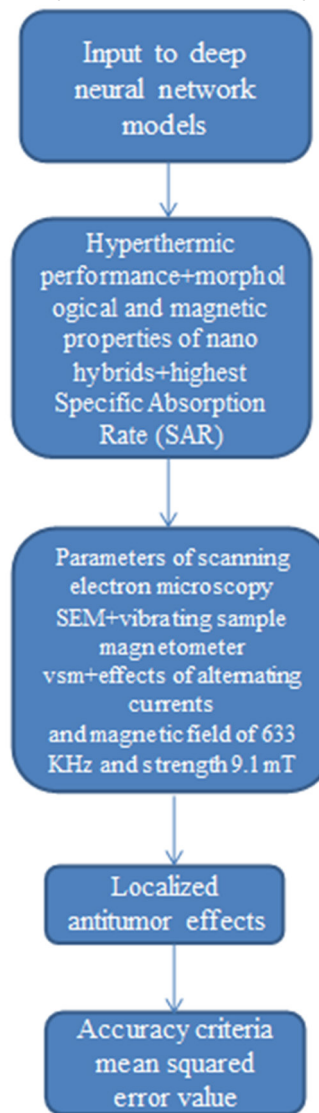 Input to deep
neural network
models
Hyperthermic
performance+morphol
ogical and magnetic
properties of nano
hybrids+highest
Specific Absorption
Rate (SAR)
Parameters of scanning
electron microscopy
SEM+vibrating sample
magnetometer
vsm+effects of alternating
currents
and magnetic field of 633
KHz and strength 9.1 mT
Localized
antitumor effects
Accuracy criteria
mean squared
error value